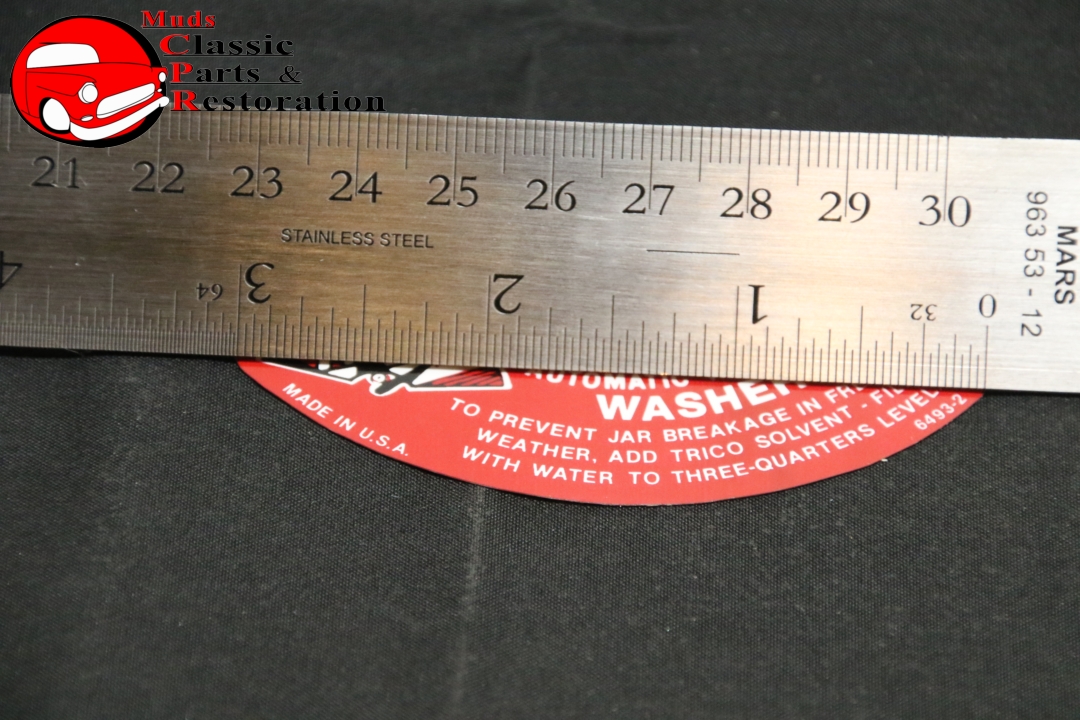 Muds
Classic
Parts &
Restoration
21 22 23 24 25 26 27 28 29 30
STAINLESS STEEL
MARS
963 53 - 12
4 3 2 1 0
64
32
AUTOMATIC
WASHER
TO PREVENT JAR BREAKAGE IN
WEATHER, ADD TRICO SOLVENT -
WITH WATER TO THREE-QUARTERS LEVEL
MADE IN U.S.A.
6493-2